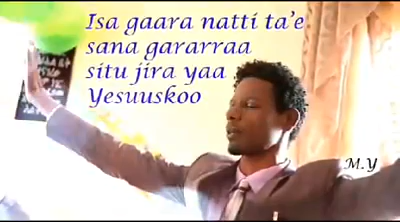 Isa gaara natti ta'e
sana gararraa
situ jira yaa
Yesuuskoo
M.Y